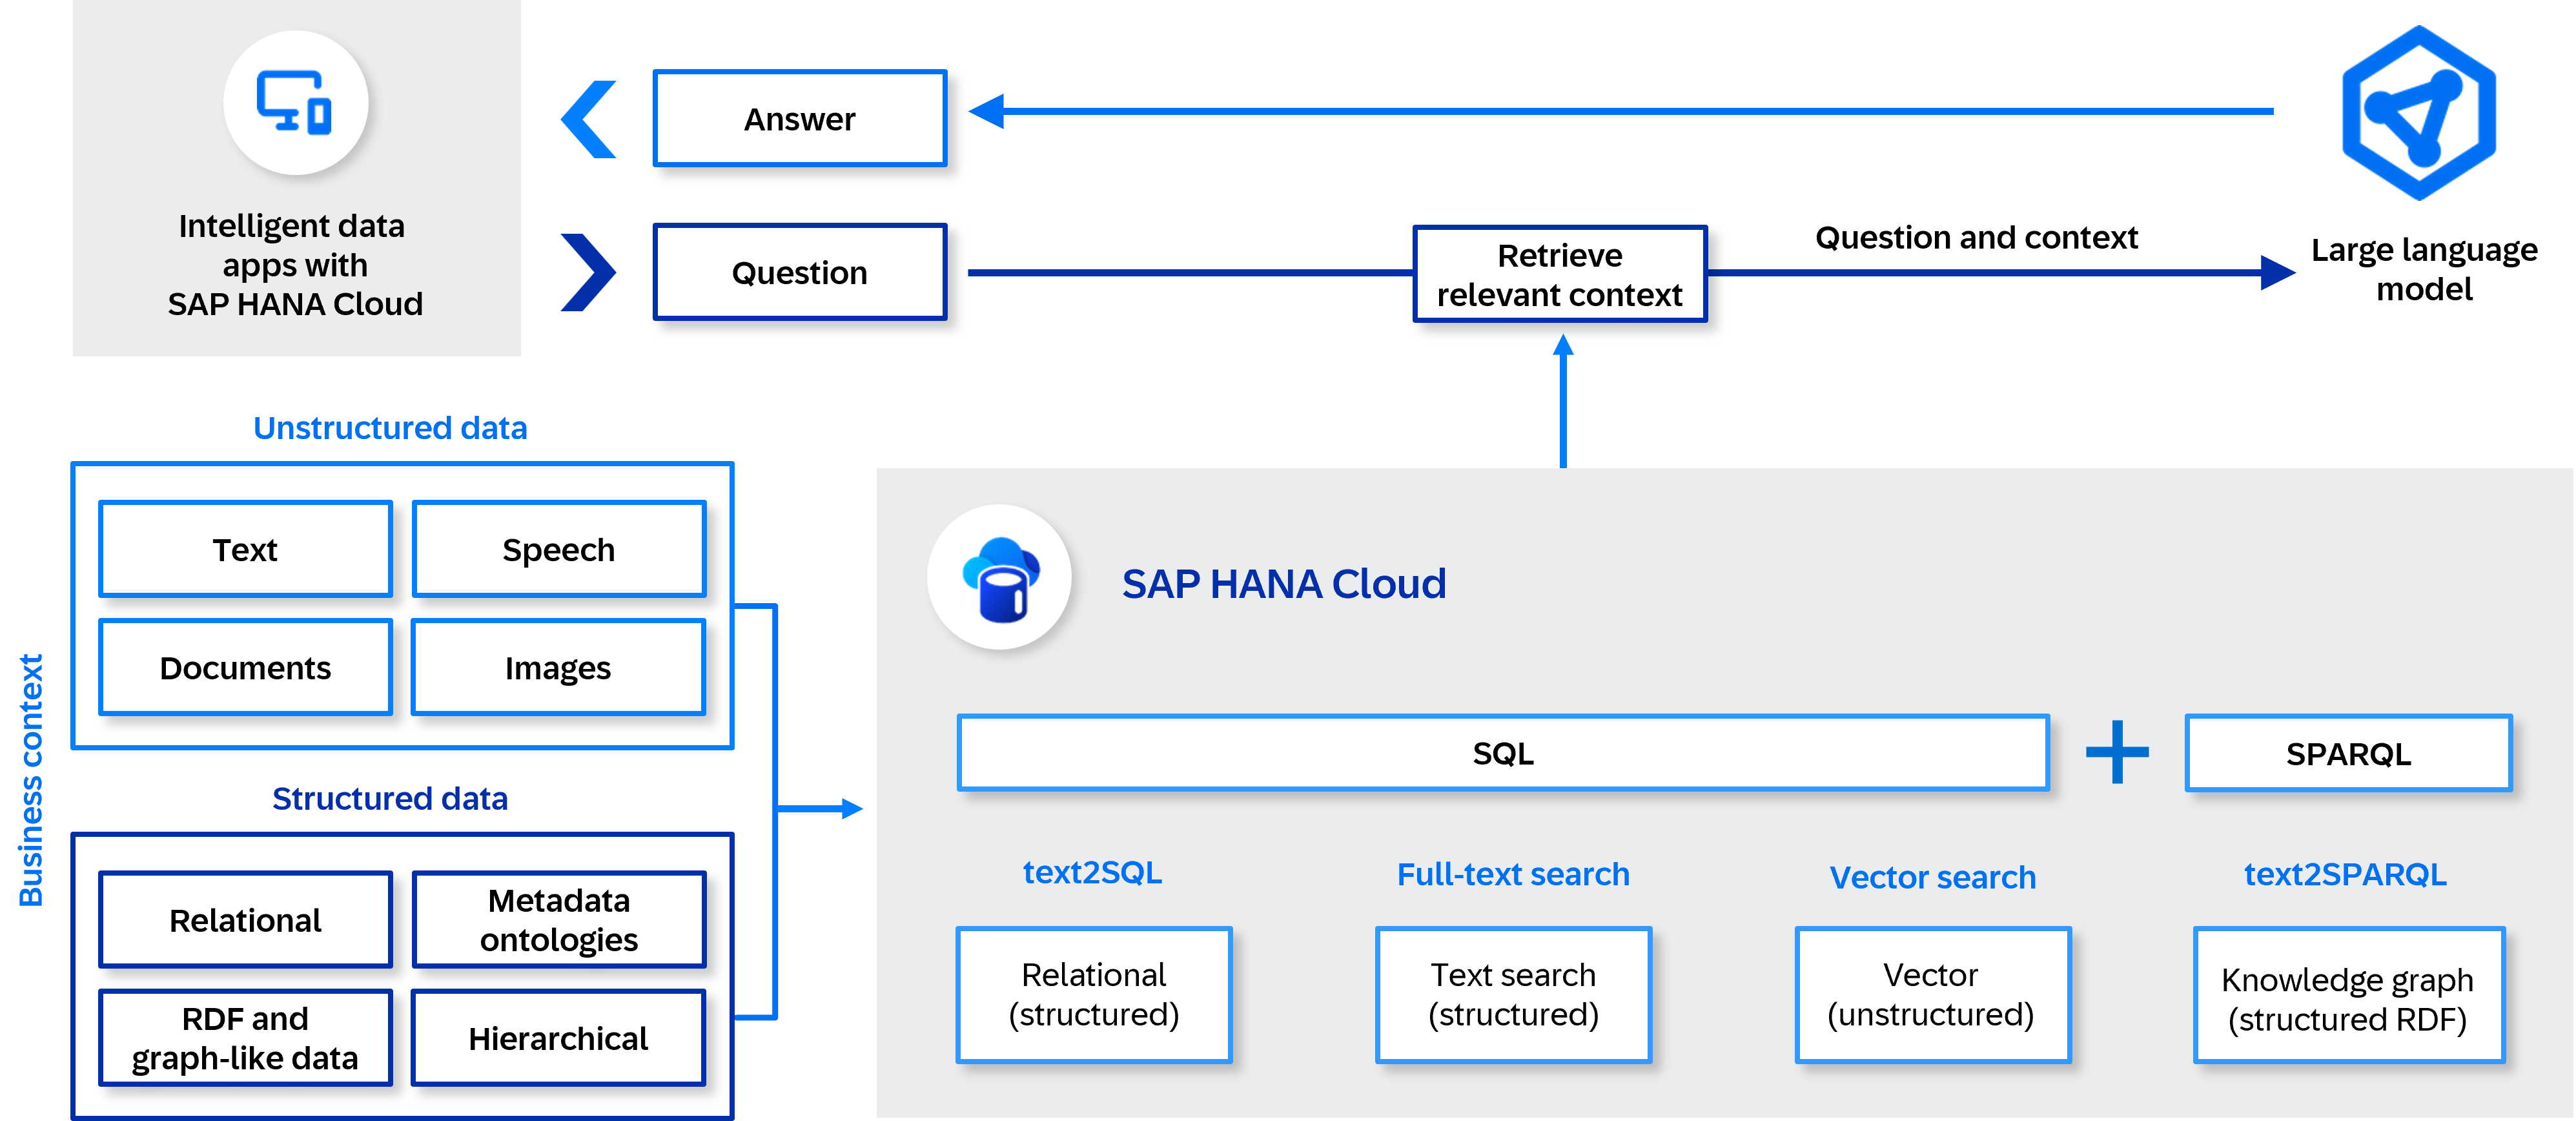 Intelligent data
apps with
SAP HANA Cloud
Answer
Question
Retrieve
relevant context
Question and context
Large language
model
Business context
Unstructured data
Text
Speech
Documents
Images
Structured data
Relational
Metadata
ontologies
RDF and
graph-like data
Hierarchical
SAP HANA Cloud
SQL
SPARQL
text2SQL
Full-text search
Vector search
text2SPARQL
Relational
(structured)
Text search
(structured)
Vector
(unstructured)
Knowledge graph
(structured RDF)